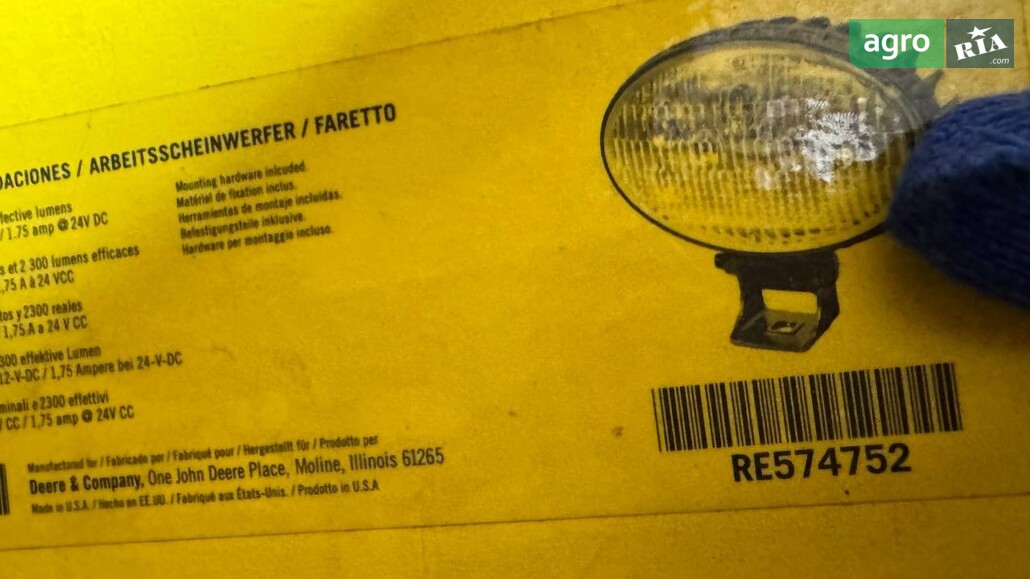 agro
RIA
.com
DACIONES / ARBEITSSCHEINWERFER / FARETTO
fective lumens
/ 1.75 amp @ 24V DC
s et 2 300 lumens efficaces
,75 A à 24 VCC
tos y 2300 reales
1,75 A a 24 V CC
300 effektive Lumen
12-V-DC / 1,75 Ampere bei 24-V-DC
minali e 2300 effettivi
/ CC / 1,75 amp @ 24V CC
Mounting hardware inlcuded.
Matériel de fixation inclus.
Herramientas de montaje incluidas.
Befestigungsteile inklusive.
Hardware per montaggio incluso.
Manufactured for / Fabricado por / Fabriqué pour / Hergestellt für / Prodotto per
Deere & Company, One John Deere Place, Moline, Illinois 61265
Made in U.S.A. / Hecho en EE.UU. / Fabriqué aux États-Unis. / Prodotto in U.S.A
RE574752